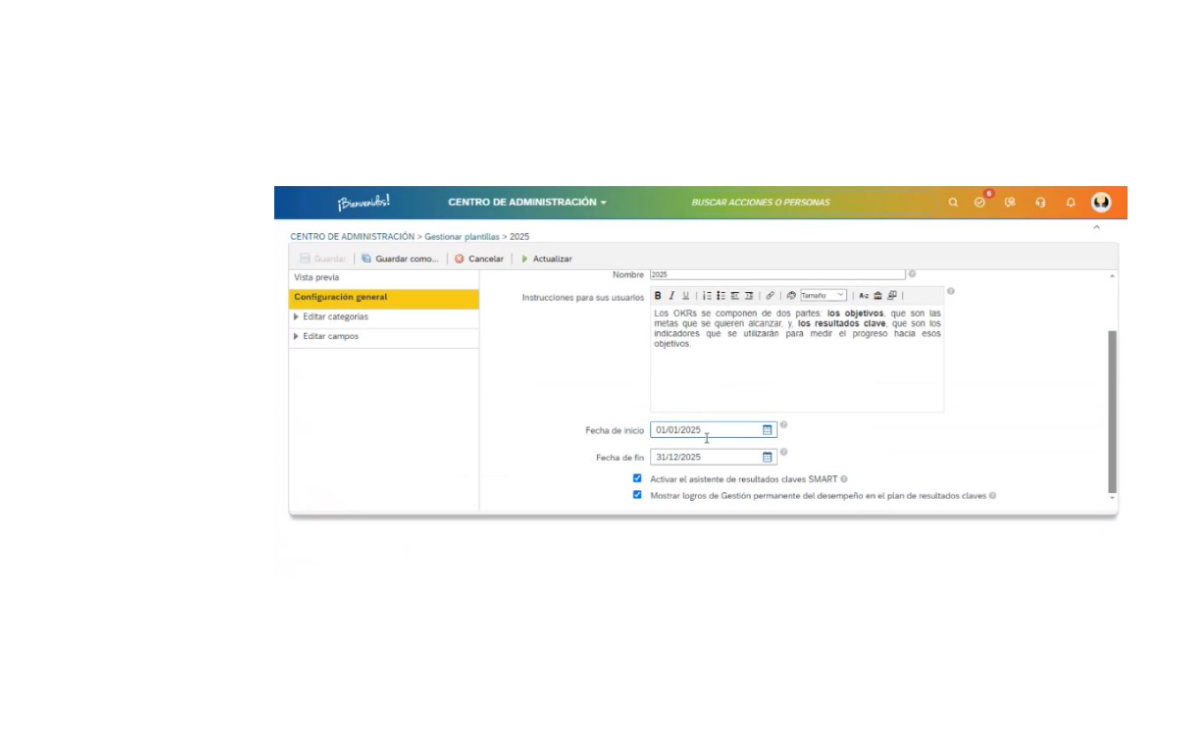 ¡Bienvenidos!
CENTRO DE ADMINISTRACIÓN
BUSCAR ACCIONES O PERSONAS
6
CENTRO DE ADMINISTRACIÓN > Gestionar plantillas > 2025
Guardar | Guardar como... | Cancelar | Actualizar
Vista previa
Configuración general
Editar categorías
Editar campos
Nombre 2025
Instrucciones para sus usuarios
B I U Tamaño
Los OKRs se componen de dos partes: los objetivos, que son las
metas que se quieren alcanzar, y, los resultados clave, que son los
indicadores que se utilizarán para medir el progreso hacia esos
objetivos.
Fecha de inicio 01/01/2025
Fecha de fin 31/12/2025
Activar el asistente de resultados claves SMART
Mostrar logros de Gestión permanente del desempeño en el plan de resultados claves